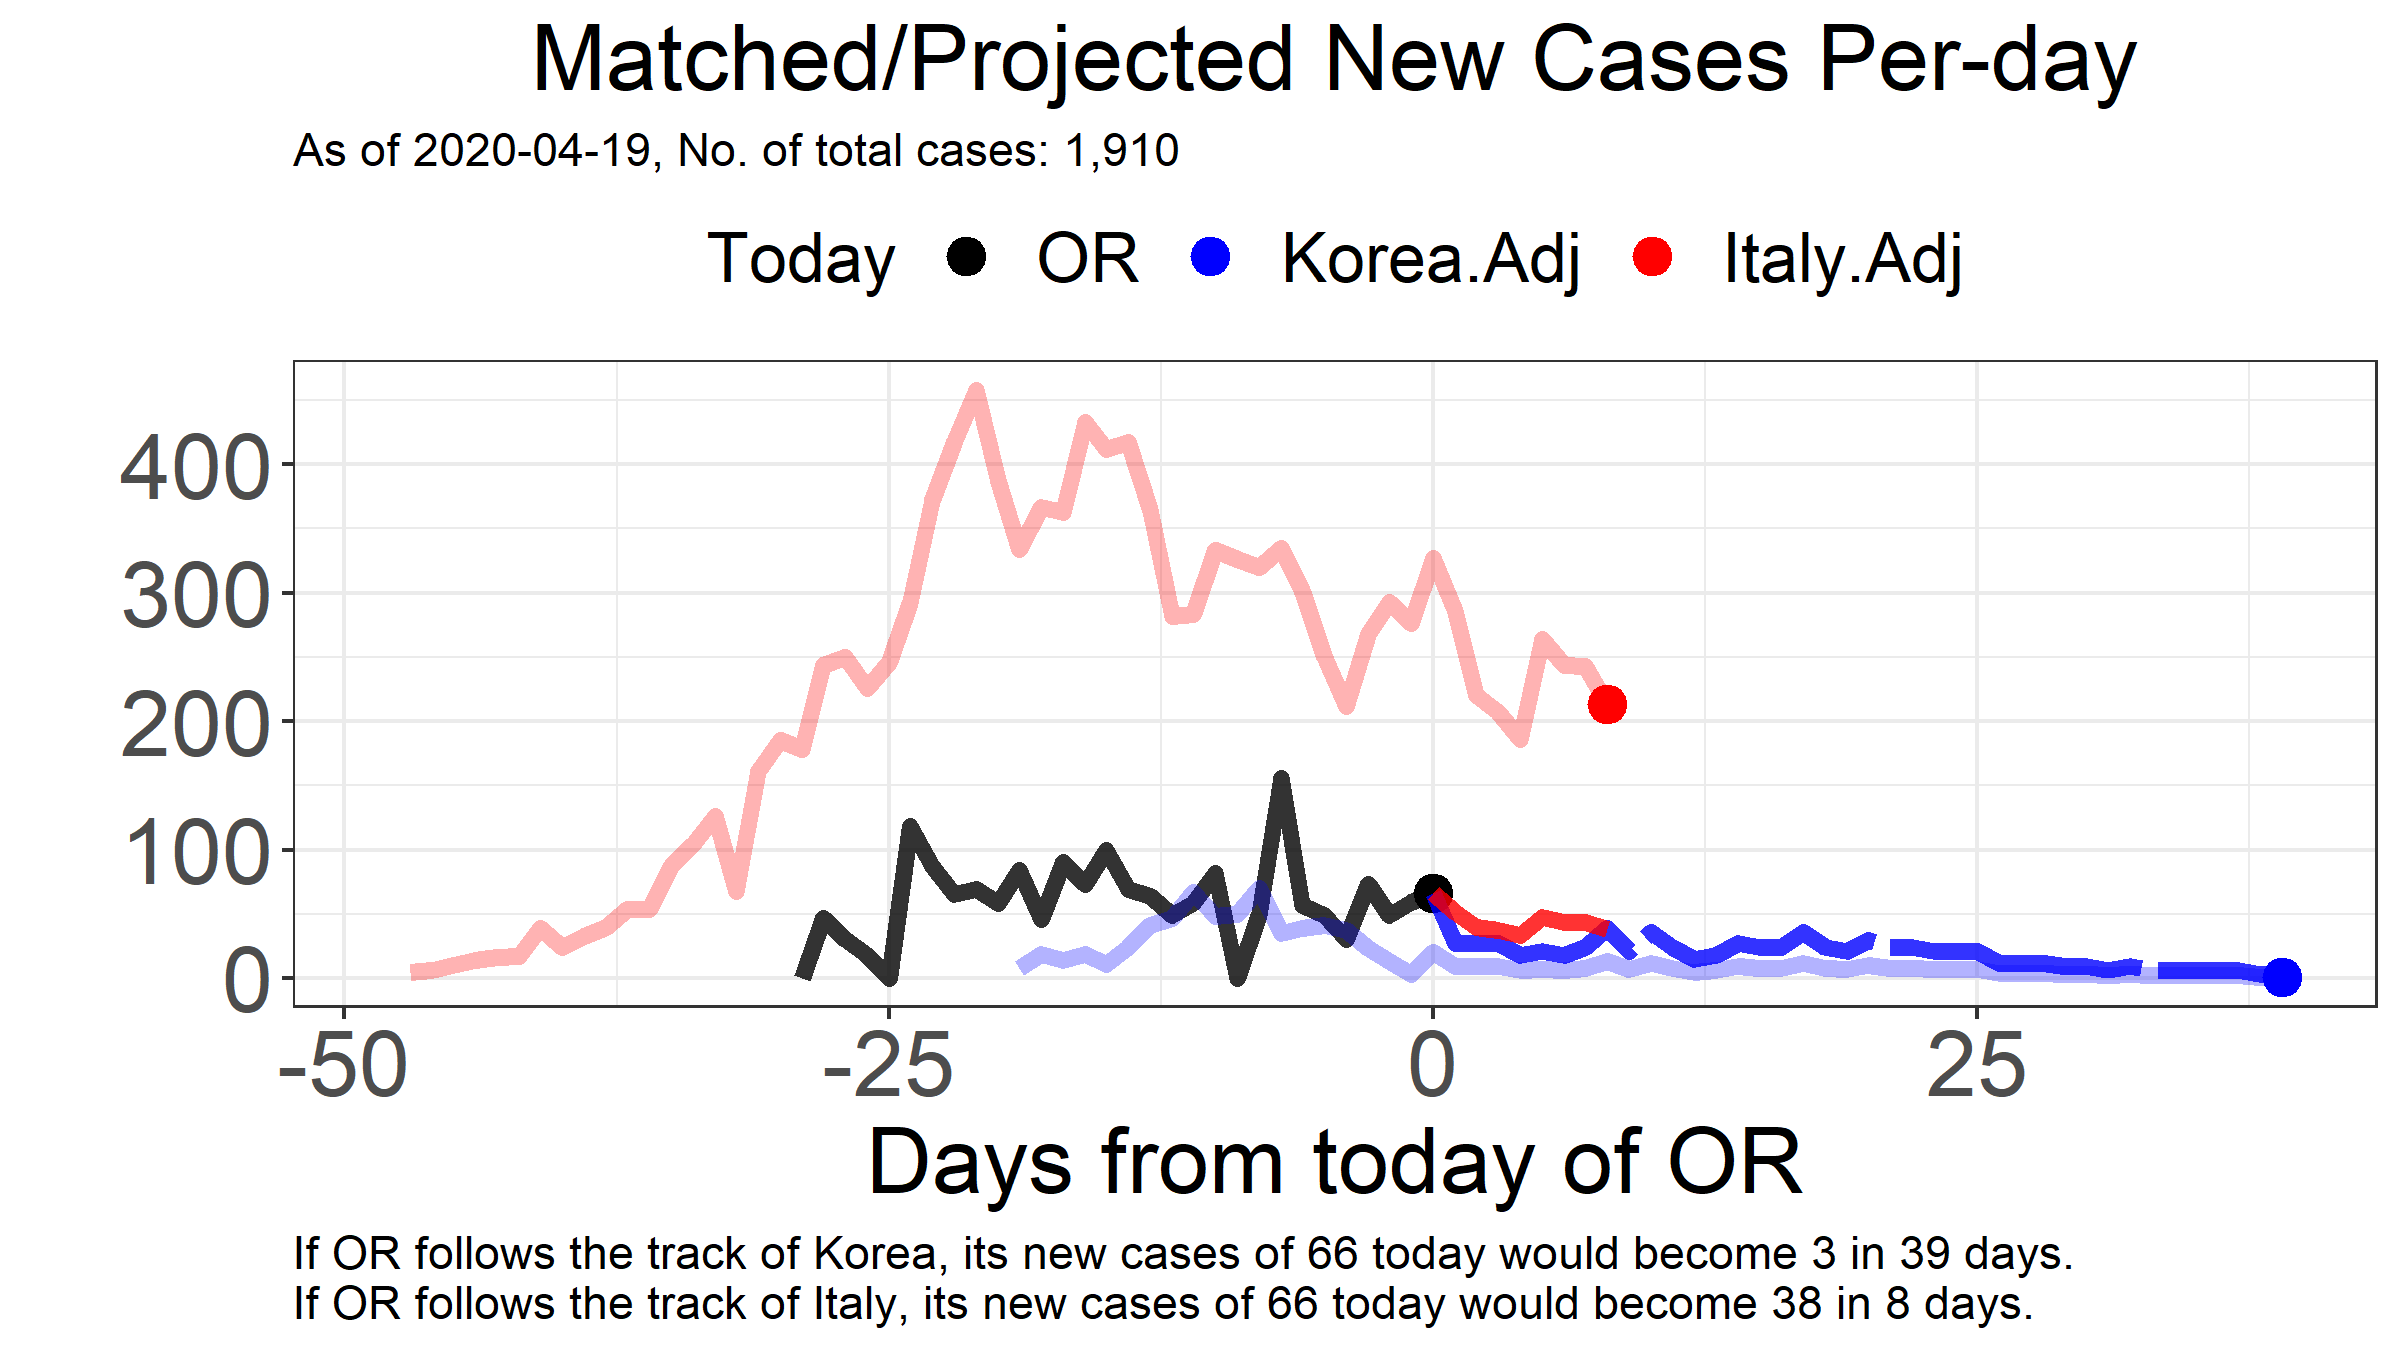 Matched/Projected New Cases Per-day
As of 2020-04-19, No. of total cases: 1,910
Today OR Korea.Adj Italy.Adj
400
300
200
100
0
-50 -25 0 25
Days from today of OR
If OR follows the track of Korea, its new cases of 66 today would become 3 in 39 days.
If OR follows the track of Italy, its new cases of 66 today would become 38 in 8 days.